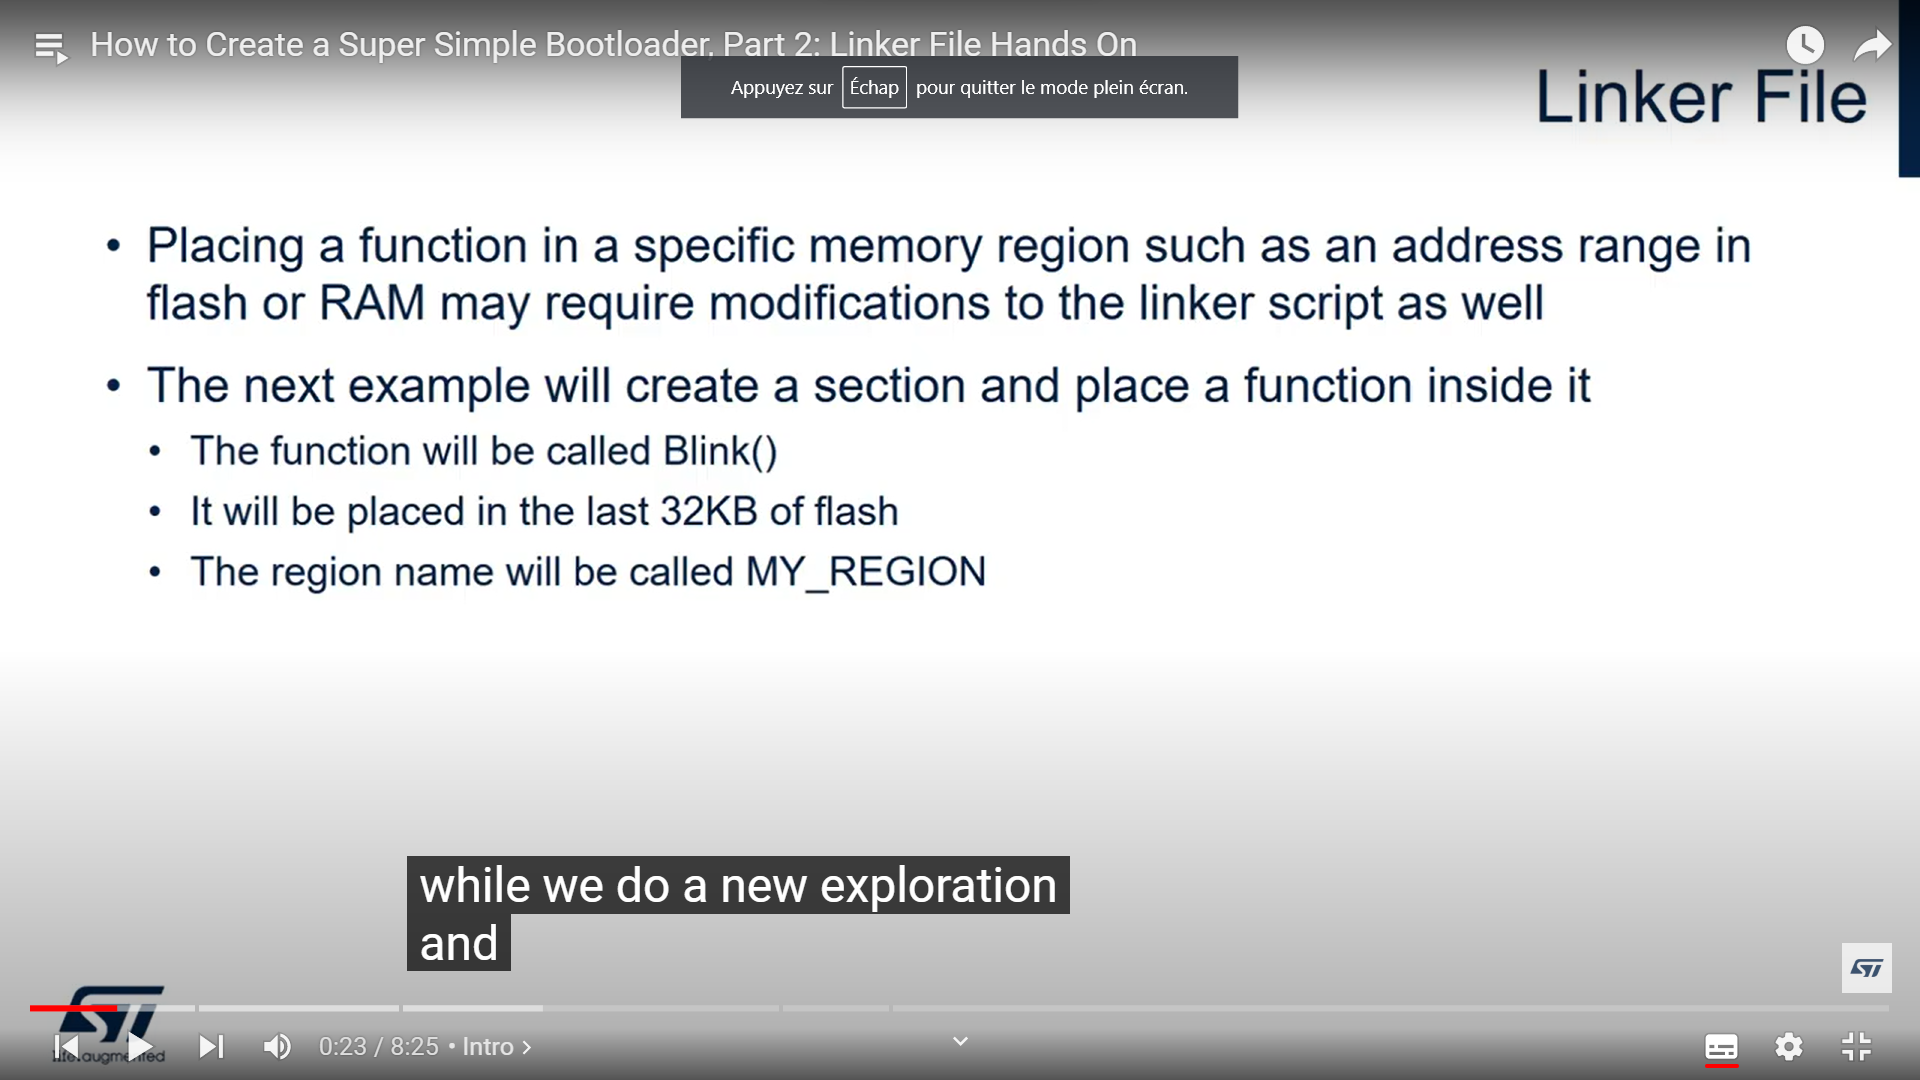 How to Create a Super Simple Bootloader, Part 2: Linker File Hands On
Appuyez sur Échap pour quitter le mode plein écran.
Linker File
• Placing a function in a specific memory region such as an address range in
flash or RAM may require modifications to the linker script as well
• The next example will create a section and place a function inside it
• The function will be called Blink()
• It will be placed in the last 32KB of flash
• The region name will be called MY_REGION
while we do a new exploration
and
ST
ST
life.augmented
0:23 / 8:25 • Intro